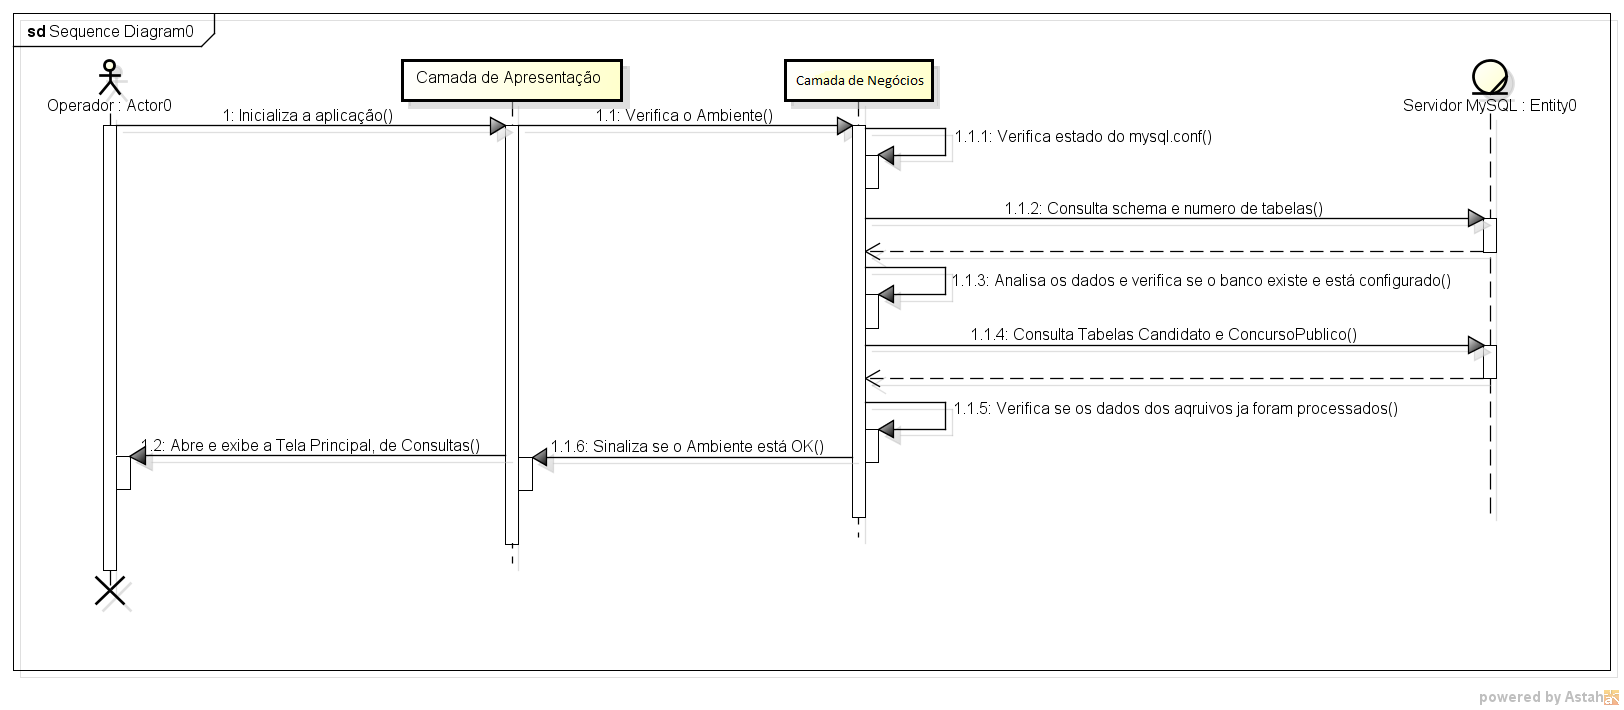 sd Sequence Diagram0
Operador : Actor0
Camada de Apresentação
Camada de Negócios
Servidor MySQL : Entity0
1: Inicializa a aplicação()
1.1: Verifica o Ambiente()
1.1.1: Verifica estado do mysql.conf()
1.1.2: Consulta schema e numero de tabelas()
1.1.3: Analisa os dados e verifica se o banco existe e está configurado()
1.1.4: Consulta Tabelas Candidato e ConcursoPublico()
1.1.5: Verifica se os dados dos aqruivos ja foram processados()
1.1.6: Sinaliza se o Ambiente está OK()
1.2: Abre e exibe a Tela Principal, de Consultas()
powered by Astah